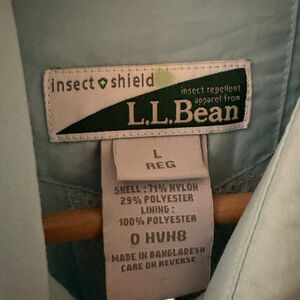 insect shield
insect repellent
apparel from
L.L.Bean
L
REG
SHELL: 71% NYLON
29% POLYESTER
LINING:
100% POLYESTER
0 HVH8
MADE IN BANGLADESH
CARE ON REVERSE